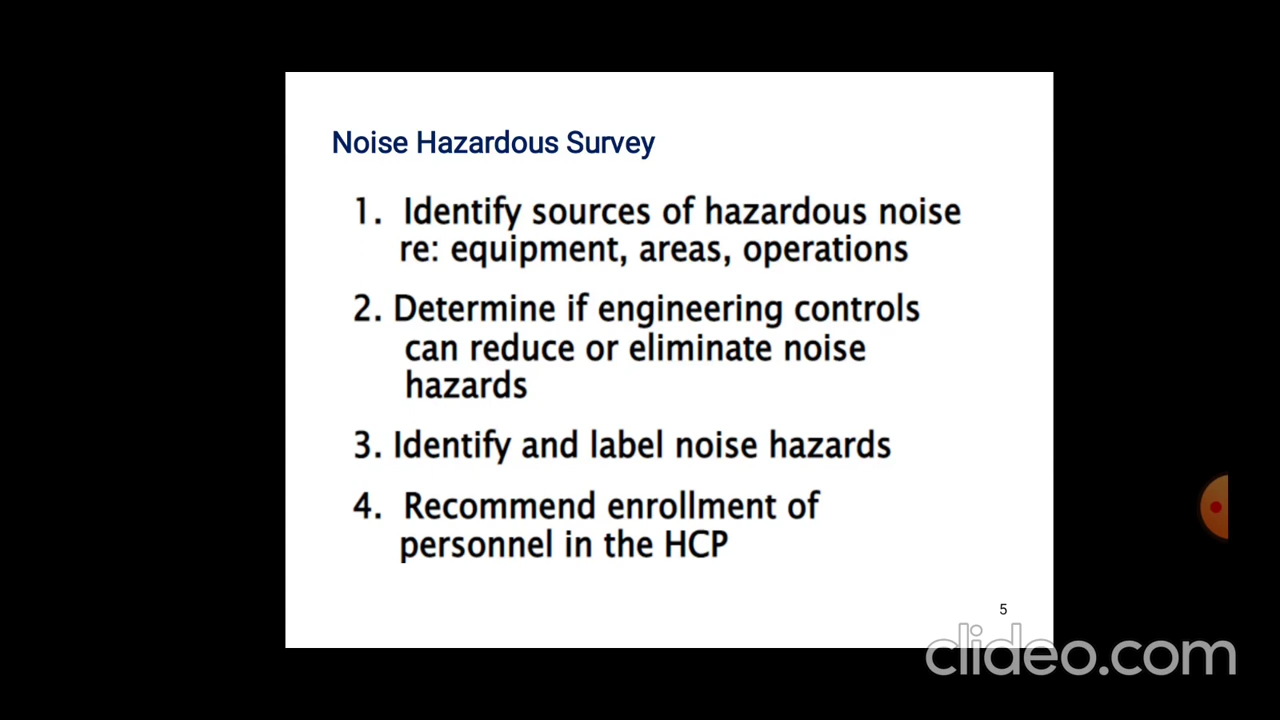 Noise Hazardous Survey
1. Identify sources of hazardous noise
re: equipment, areas, operations
2. Determine if engineering controls
can reduce or eliminate noise
hazards
3. Identify and label noise hazards
4. Recommend enrollment of
personnel in the HCP
5
clideo.com